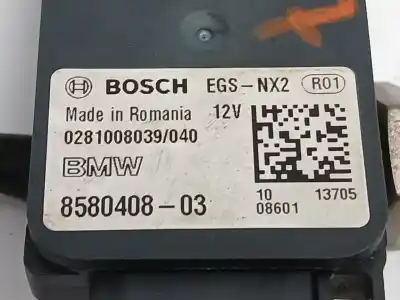 BOSCH EGS-NX2 R01
Made in Romania 12V
0281008039/040
BMW
8580408-03
10 13705
08601